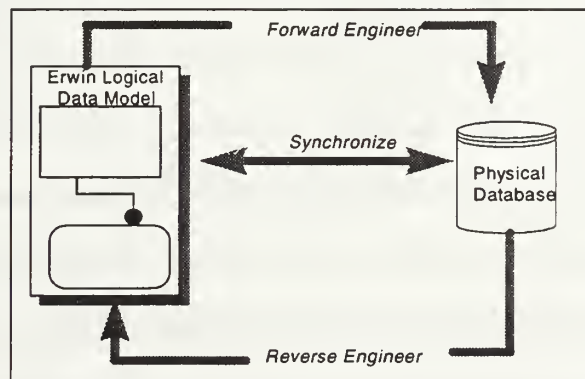 Forward Engineer
Erwin Logical
Data Model
Synchronize
Physical
Database
Reverse Engineer